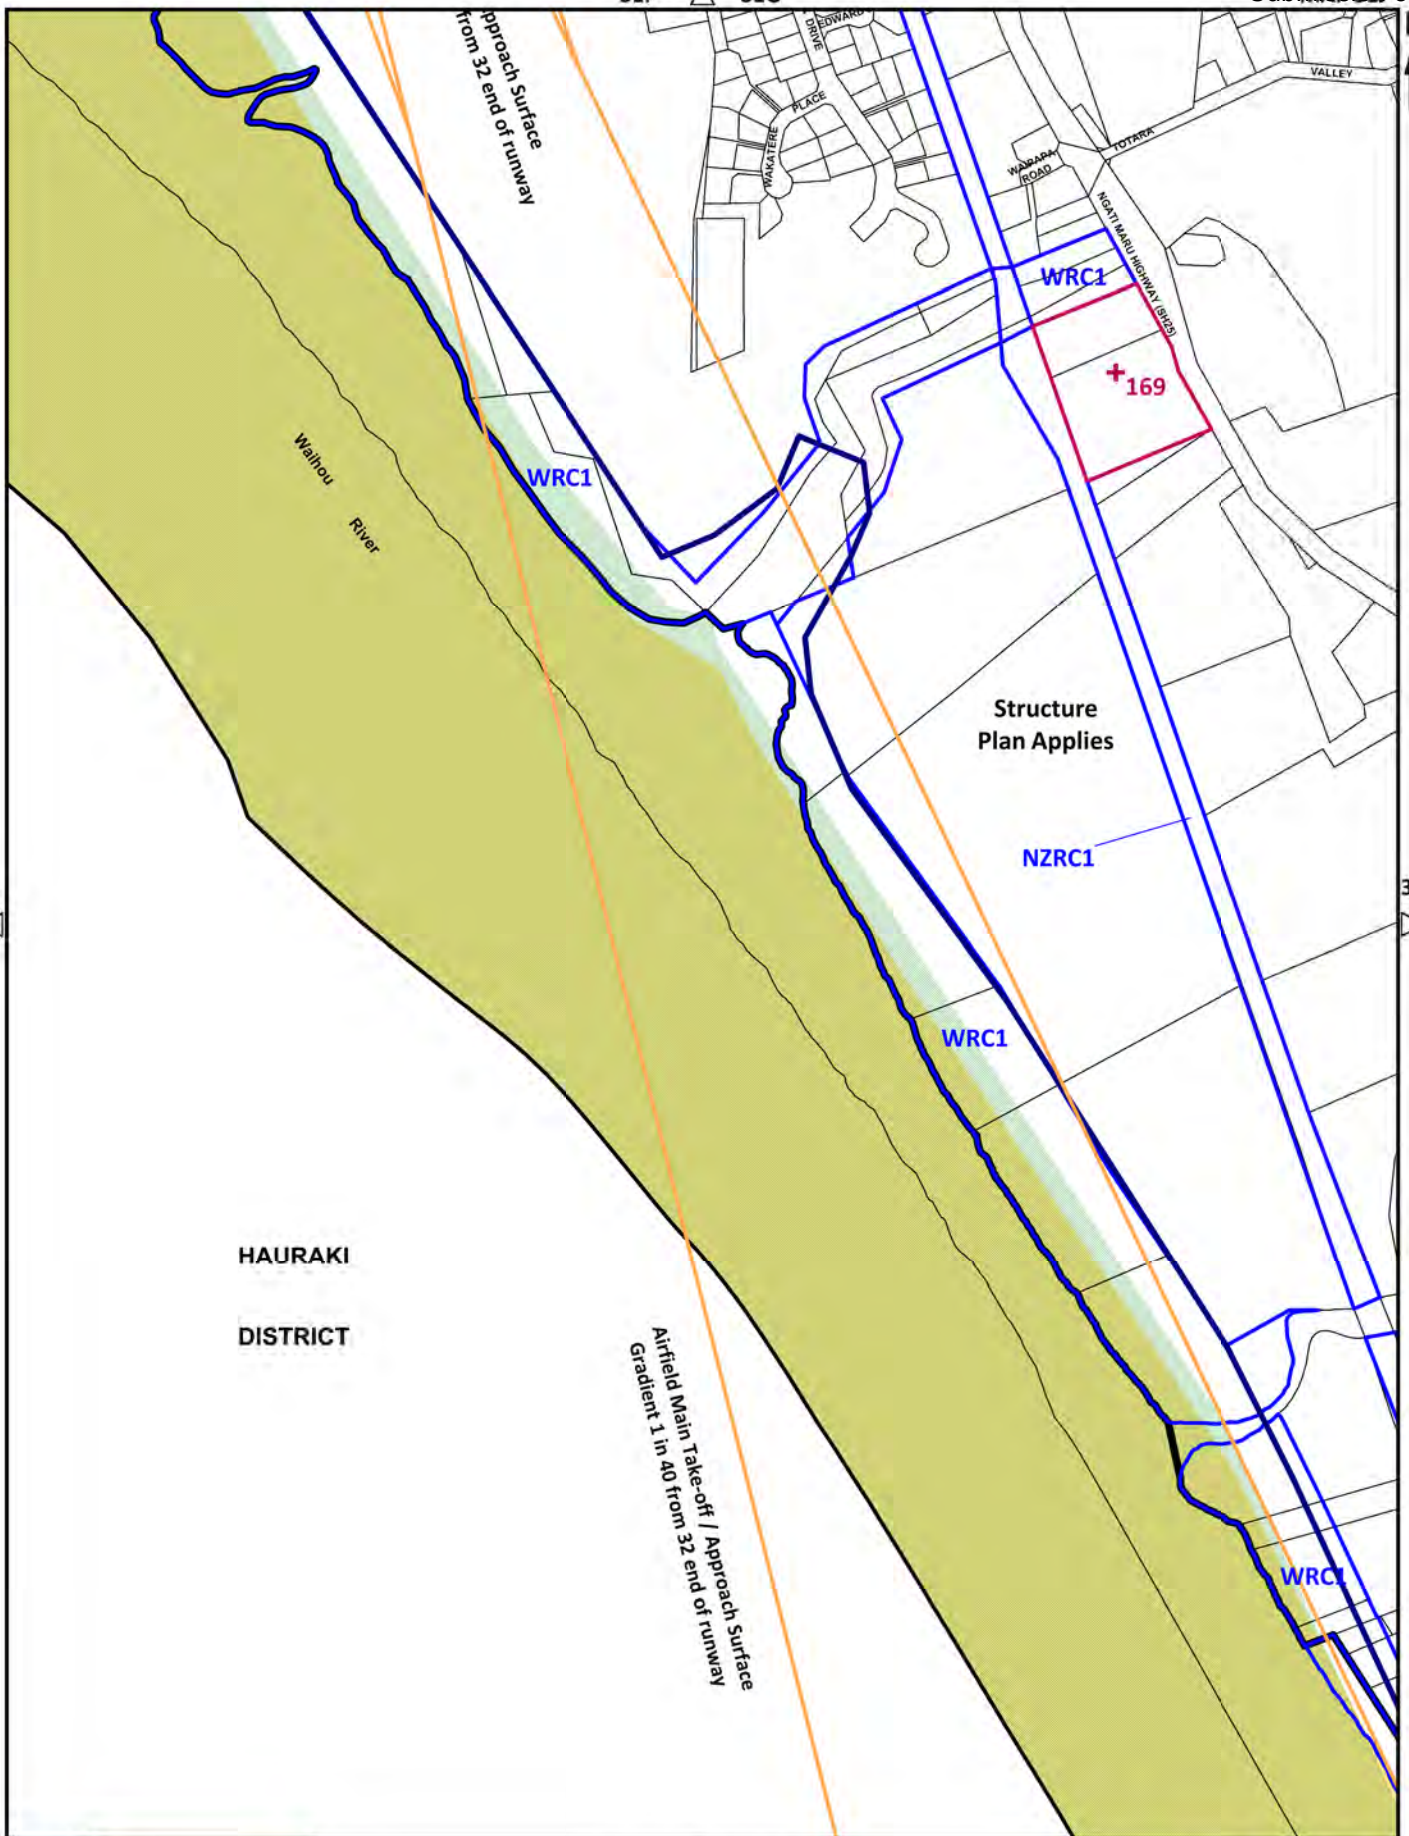 DRIVE
EDWARD
VALLEY
PLACE
WAKATERE
TOTARA
WAIRAPA
ROAD
NGATI MARU HIGHWAY (SH25)
pproach Surface
from 32 end of runway
WRC1
169
Waihou
River
WRC1
Structure
Plan Applies
NZRC1
3
WRC1
HAURAKI
DISTRICT
Airfield Main Take-off / Approach Surface
Gradient 1 in 40 from 32 end of runway
WRC1